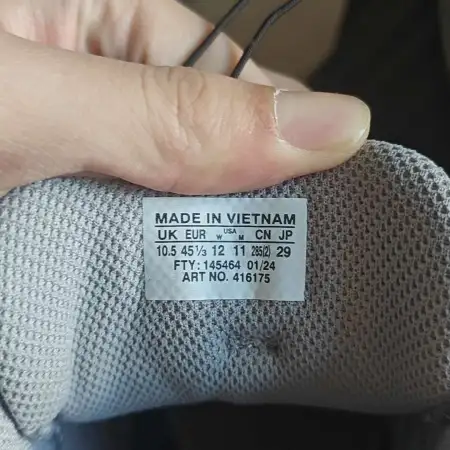 MADE IN VIETNAM
UK EUR W USA M CN JP
10.5 45⅓ 12 11 285(2) 29
FTY: 145464 01/24
ART NO. 416175